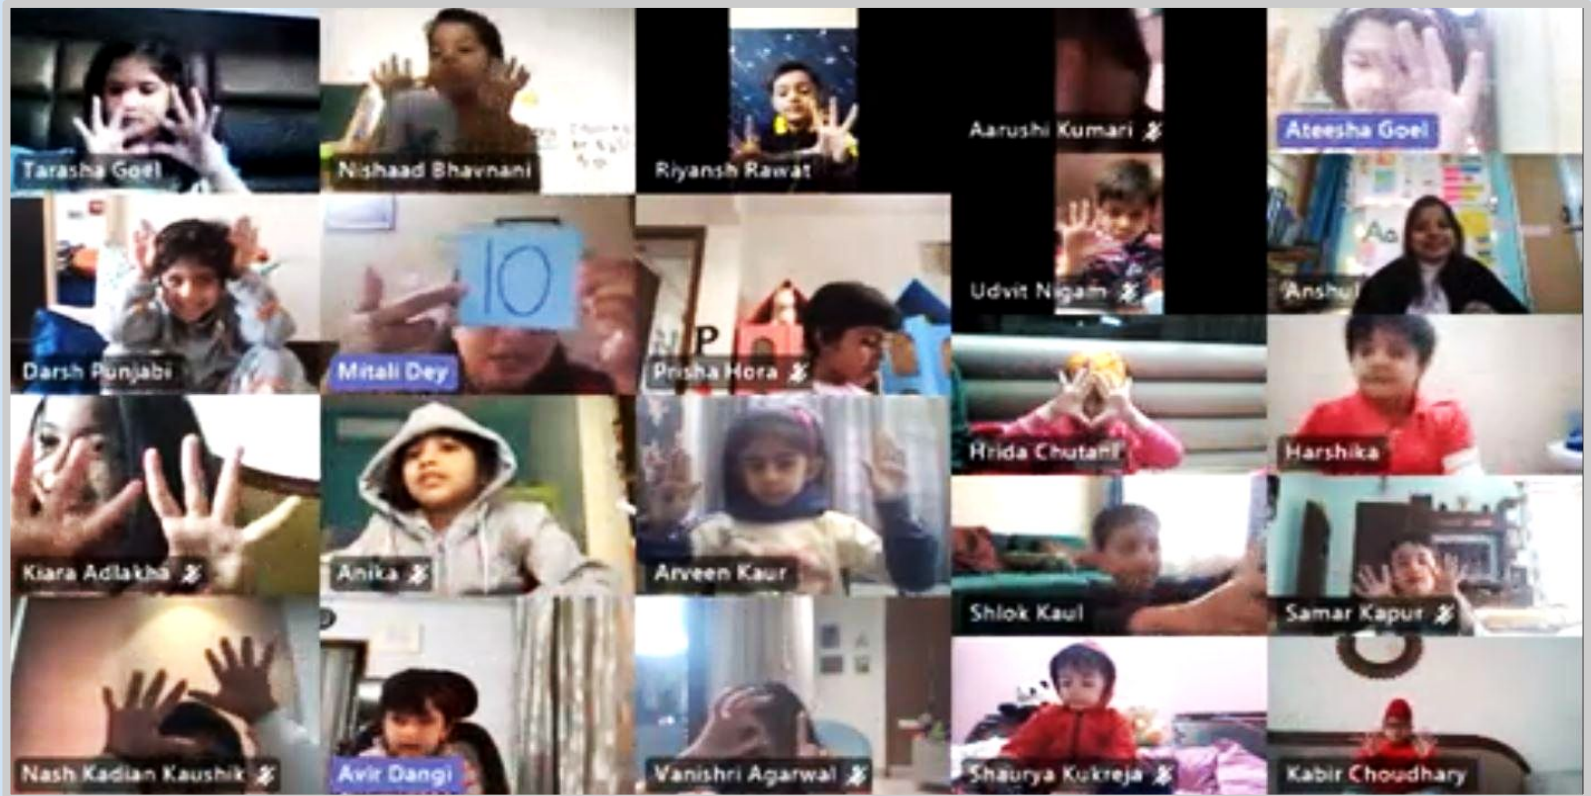 Tarasha Goel
Nishaad Bhavnani
Riyansh Rawat
Aarushi Kumari
Ateesha Goel
Udvit Nigam
Aa
Anshul
Darsh Punjabi
10
Mitali Dey
P
Prisha Hora
Hrida Chutani
Harshika
Kiara Adlakha
Anika
Arveen Kaur
Shlok Kaul
Samar Kapur
Nash Kadian Kaushik
Avir Dangi
Vanishri Agarwal
Shaurya Kukreja
Kabir Choudhary